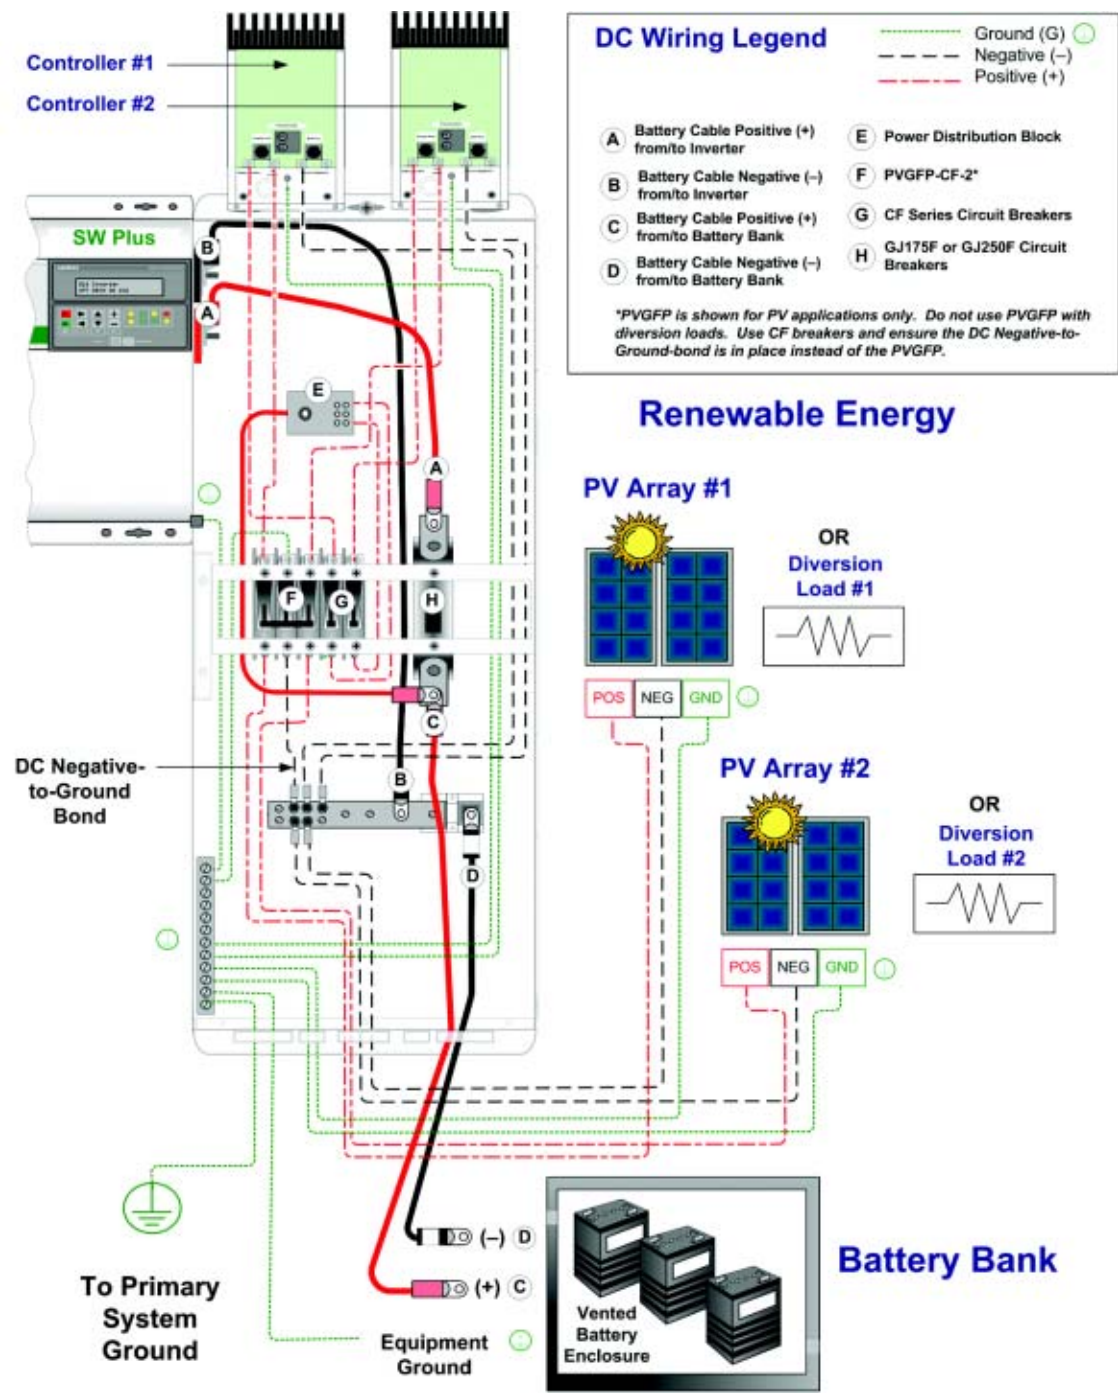 Controller #1
Controller #2
DC Wiring Legend
Ground (G)
Negative (–)
Positive (+)
A
Battery Cable Positive (+)
from/to Inverter
B
Battery Cable Negative (–)
from/to Inverter
C
Battery Cable Positive (+)
from/to Battery Bank
D
Battery Cable Negative (–)
from/to Battery Bank
E
Power Distribution Block
F
PVGFP-CF-2*
G
CF Series Circuit Breakers
H
GJ175F or GJ250F Circuit
Breakers
*PVGFP is shown for PV applications only. Do not use PVGFP with
diversion loads. Use CF breakers and ensure the DC Negative-to-
Ground-bond is in place instead of the PVGFP.
SW Plus
B
A
E
A
F
G
H
C
B
D
Renewable Energy
PV Array #1
OR
Diversion
Load #1
POS
NEG
GND
DC Negative-
to-Ground
Bond
PV Array #2
OR
Diversion
Load #2
POS
NEG
GND
(–) D
(+) C
To Primary
System
Ground
Equipment
Ground
Vented
Battery
Enclosure
Battery Bank